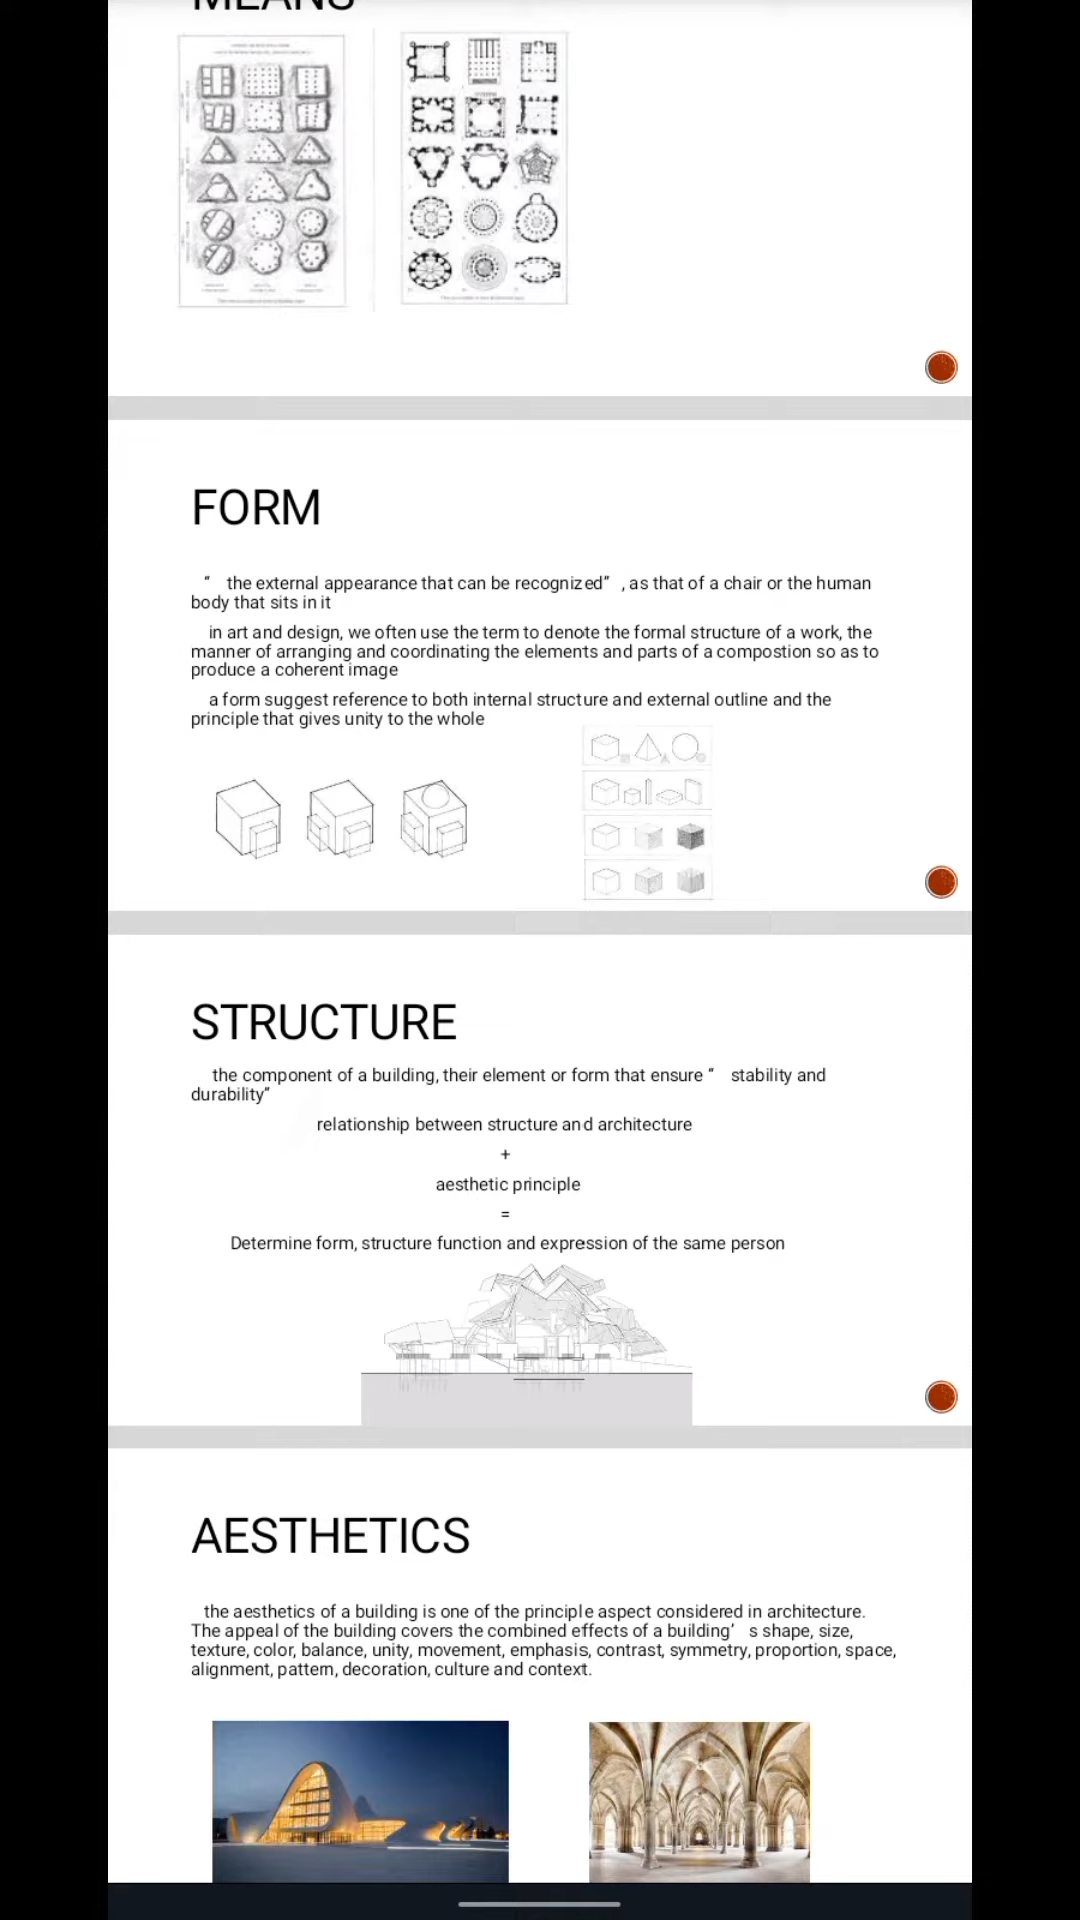 MEANS
FORM
“ the external appearance that can be recognized” , as that of a chair or the human
body that sits in it
in art and design, we often use the term to denote the formal structure of a work, the
manner of arranging and coordinating the elements and parts of a compostion so as to
produce a coherent image
a form suggest reference to both internal structure and external outline and the
principle that gives unity to the whole
STRUCTURE
the component of a building, their element or form that ensure “ stability and
durability”
relationship between structure and architecture
+
aesthetic principle
=
Determine form, structure function and expression of the same person
AESTHETICS
the aesthetics of a building is one of the principle aspect considered in architecture.
The appeal of the building covers the combined effects of a building’ s shape, size,
texture, color, balance, unity, movement, emphasis, contrast, symmetry, proportion, space,
alignment, pattern, decoration, culture and context.